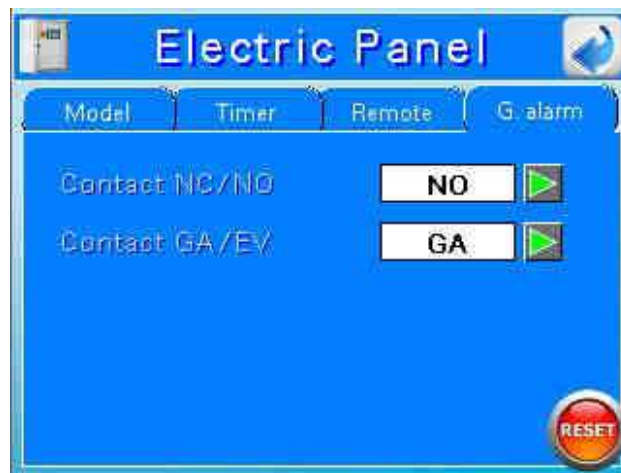 Electric Panel
Model Timer Remote G. alarm
Contact NC/NO NO
Contact GA/EV GA
RESET